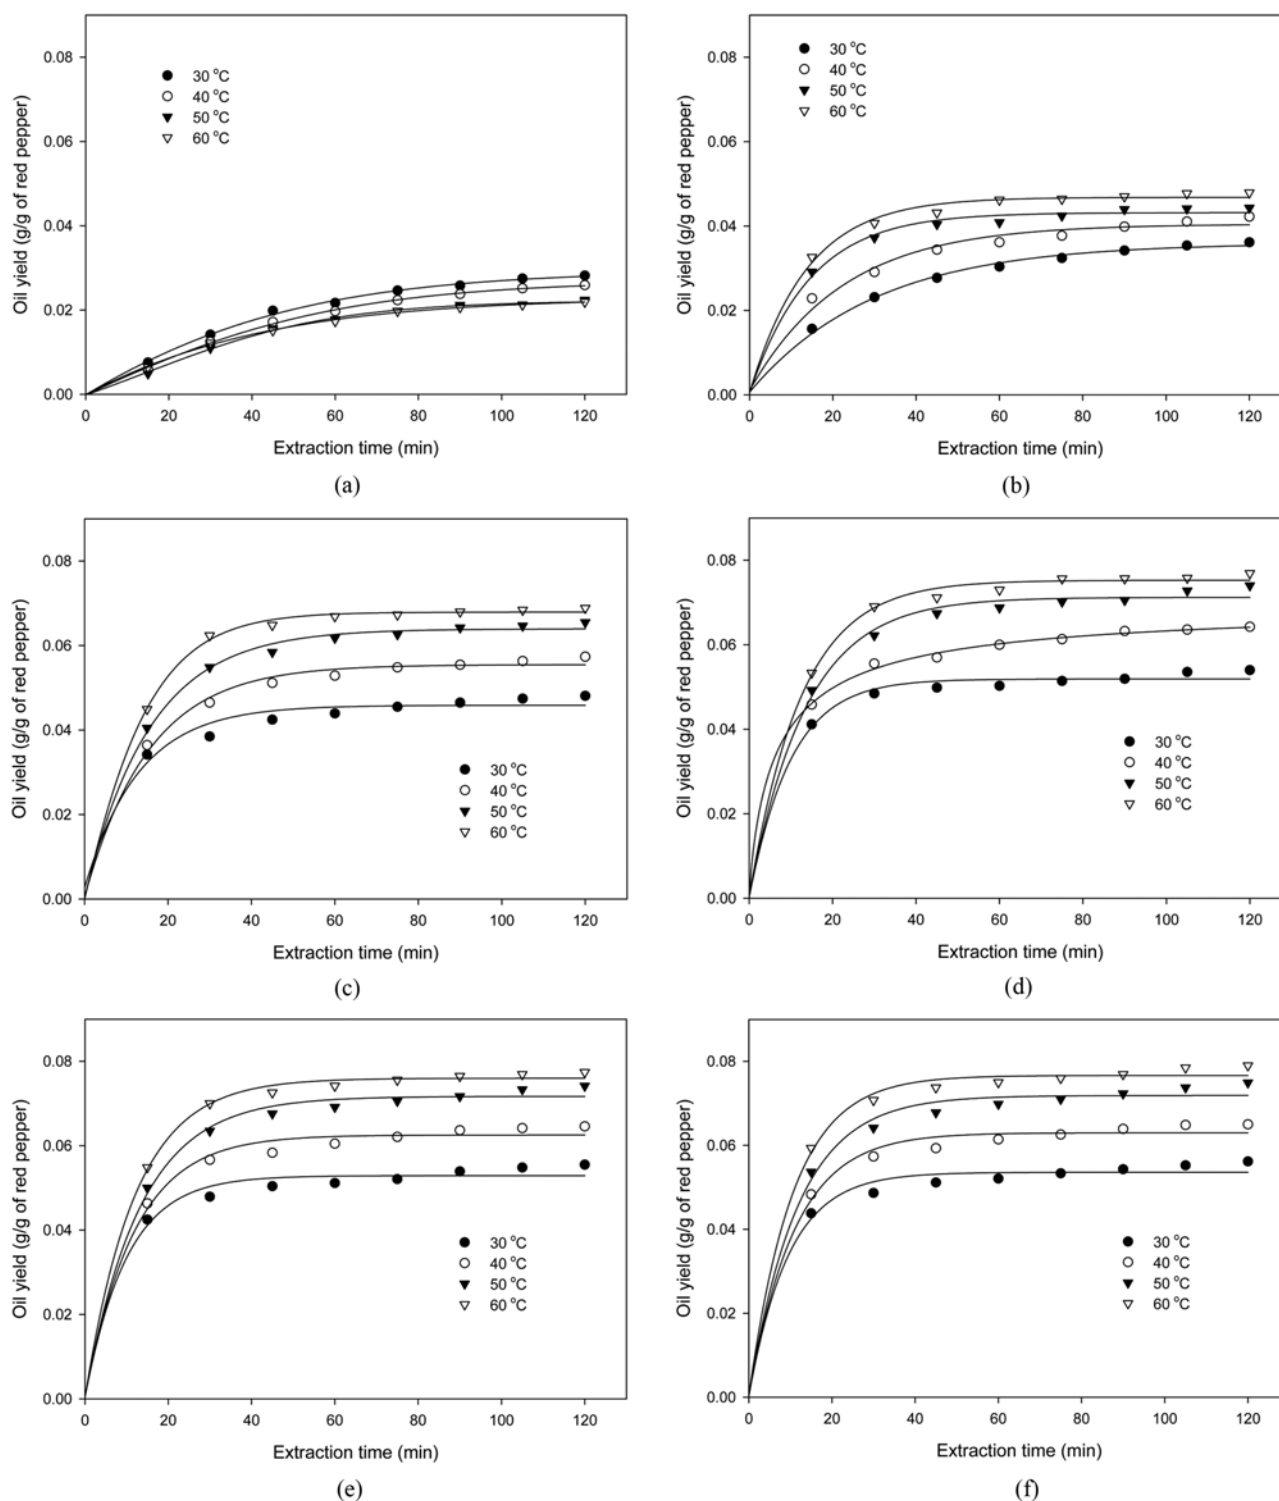 0.08
0.06
0.04
0.02
0.00
Oil yield (g/g of red pepper)
30 °C
40 °C
50 °C
60 °C
0 20 40 60 80 100 120
Extraction time (min)
(a)
0.08
0.06
0.04
0.02
0.00
Oil yield (g/g of red pepper)
30 °C
40 °C
50 °C
60 °C
0 20 40 60 80 100 120
Extraction time (min)
(b)
0.08
0.06
0.04
0.02
0.00
Oil yield (g/g of red pepper)
30 °C
40 °C
50 °C
60 °C
0 20 40 60 80 100 120
Extraction time (min)
(c)
0.08
0.06
0.04
0.02
0.00
Oil yield (g/g of red pepper)
30 °C
40 °C
50 °C
60 °C
0 20 40 60 80 100 120
Extraction time (min)
(d)
0.08
0.06
0.04
0.02
0.00
Oil yield (g/g of red pepper)
30 °C
40 °C
50 °C
60 °C
0 20 40 60 80 100 120
Extraction time (min)
(e)
0.08
0.06
0.04
0.02
0.00
Oil yield (g/g of red pepper)
30 °C
40 °C
50 °C
60 °C
0 20 40 60 80 100 120
Extraction time (min)
(f)